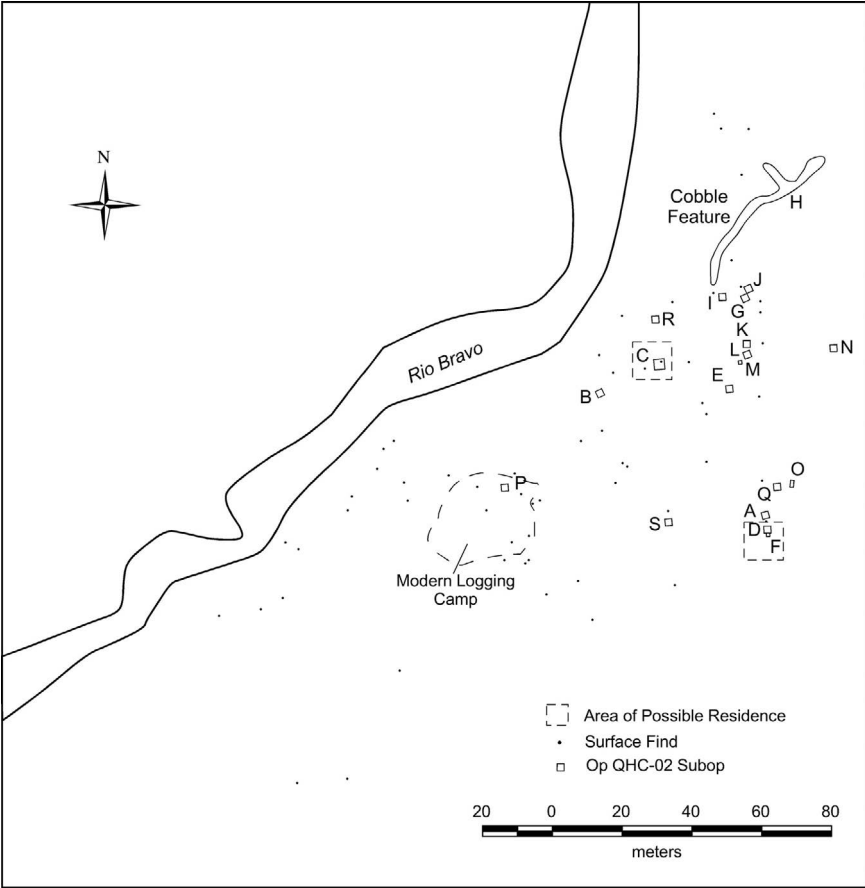 N
Cobble
Feature
H
J
I
G
R
K
N
L
C
M
E
Rio Bravo
B
O
P
Q
A
S
D
F
Modern Logging
Camp
Area of Possible Residence
Surface Find
Op QHC-02 Subop
20 0 20 40 60 80
meters